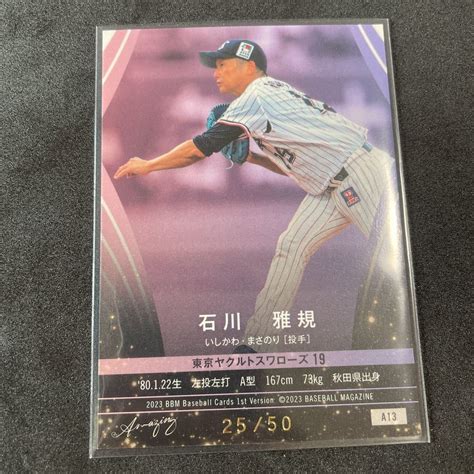 石川 雅規
いしかわ・まさのり [投手]
東京ヤクルトスワローズ 19
'80.1.22生 左投左打 A型 167cm 73kg 秋田県出身
2023 BBM Baseball Cards 1st Version: ©2023 BASEBALL MAGAZINE
A13
25/50